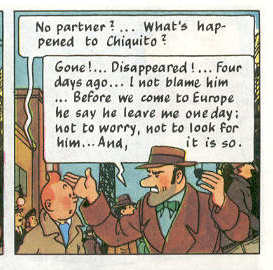 No partner?... What's hap-
pened to Chiquito?
Gone!... Disappeared!... Four
days ago... I not blame him
... Before we come to Europe
he say he leave me one day;
not to worry, not to look for
him... And, it is so.